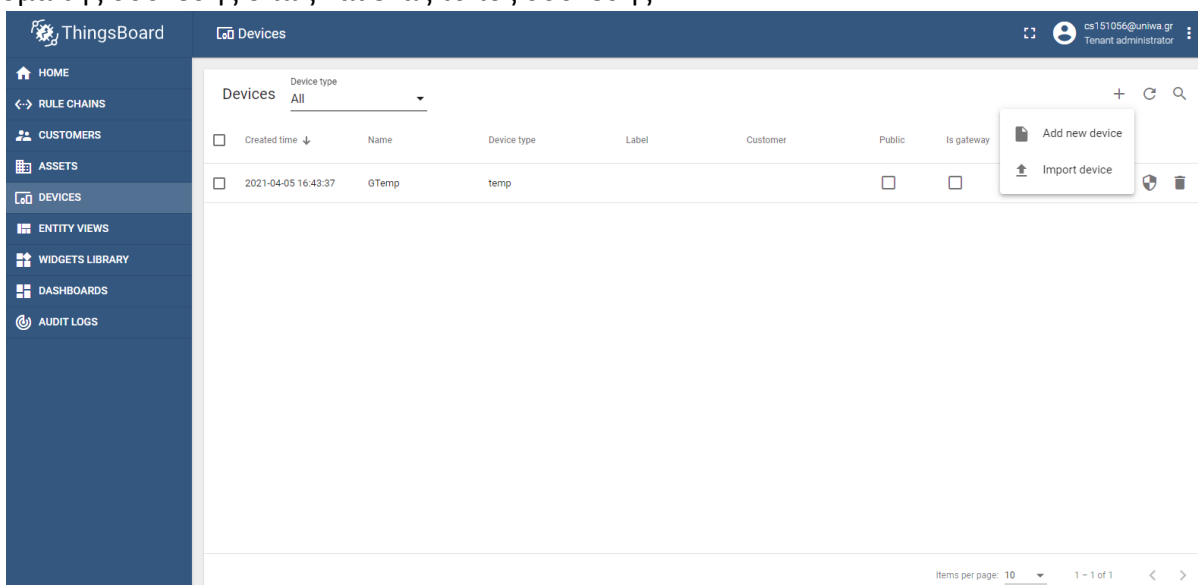 ThingsBoard
Devices
cs151056@uniwa.gr
Tenant administrator
HOME
RULE CHAINS
CUSTOMERS
ASSETS
DEVICES
ENTITY VIEWS
WIDGETS LIBRARY
DASHBOARDS
AUDIT LOGS
Devices
Device type
All
Add new device
Import device
Created time Name Device type Label Customer Public Is gateway
2021-04-05 16:43:37 GTemp temp
Items per page: 10 1 – 1 of 1